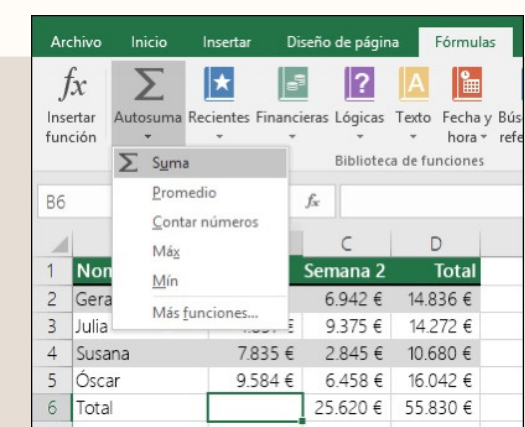 Archivo Inicio Insertar Diseño de página Fórmulas
fx Σ ? A
Insertar función Autosuma Recientes Financieras Lógicas Texto Fecha y hora Bús refe
Biblioteca de funciones
Σ Suma
Promedio
Contar números
Máx
Mín
Más funciones...
B6 fx
C D
1 Non Semana 2 Total
2 Gera 6.942 € 14.836 €
3 Julia 9.375 € 14.272 €
4 Susana 7.835 € 2.845 € 10.680 €
5 Óscar 9.584 € 6.458 € 16.042 €
6 Total 25.620 € 55.830 €